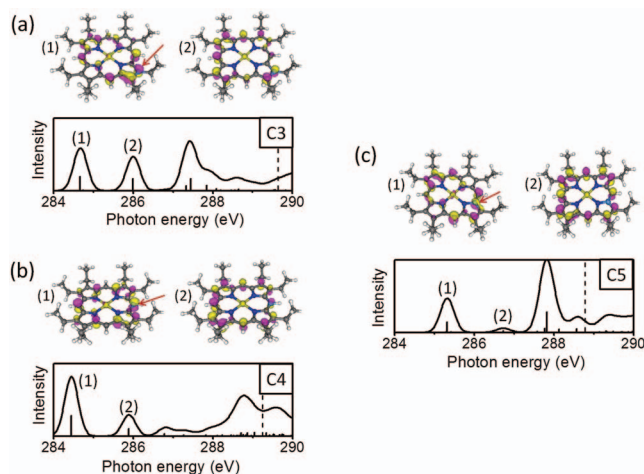 (a)
(1)
(2)
(1)
(2)
C3
Intensity
284
286
288
290
Photon energy (eV)
(b)
(1)
(2)
(1)
(2)
C4
Intensity
284
286
288
290
Photon energy (eV)
(c)
(1)
(2)
(1)
(2)
C5
Intensity
284
286
288
290
Photon energy (eV)